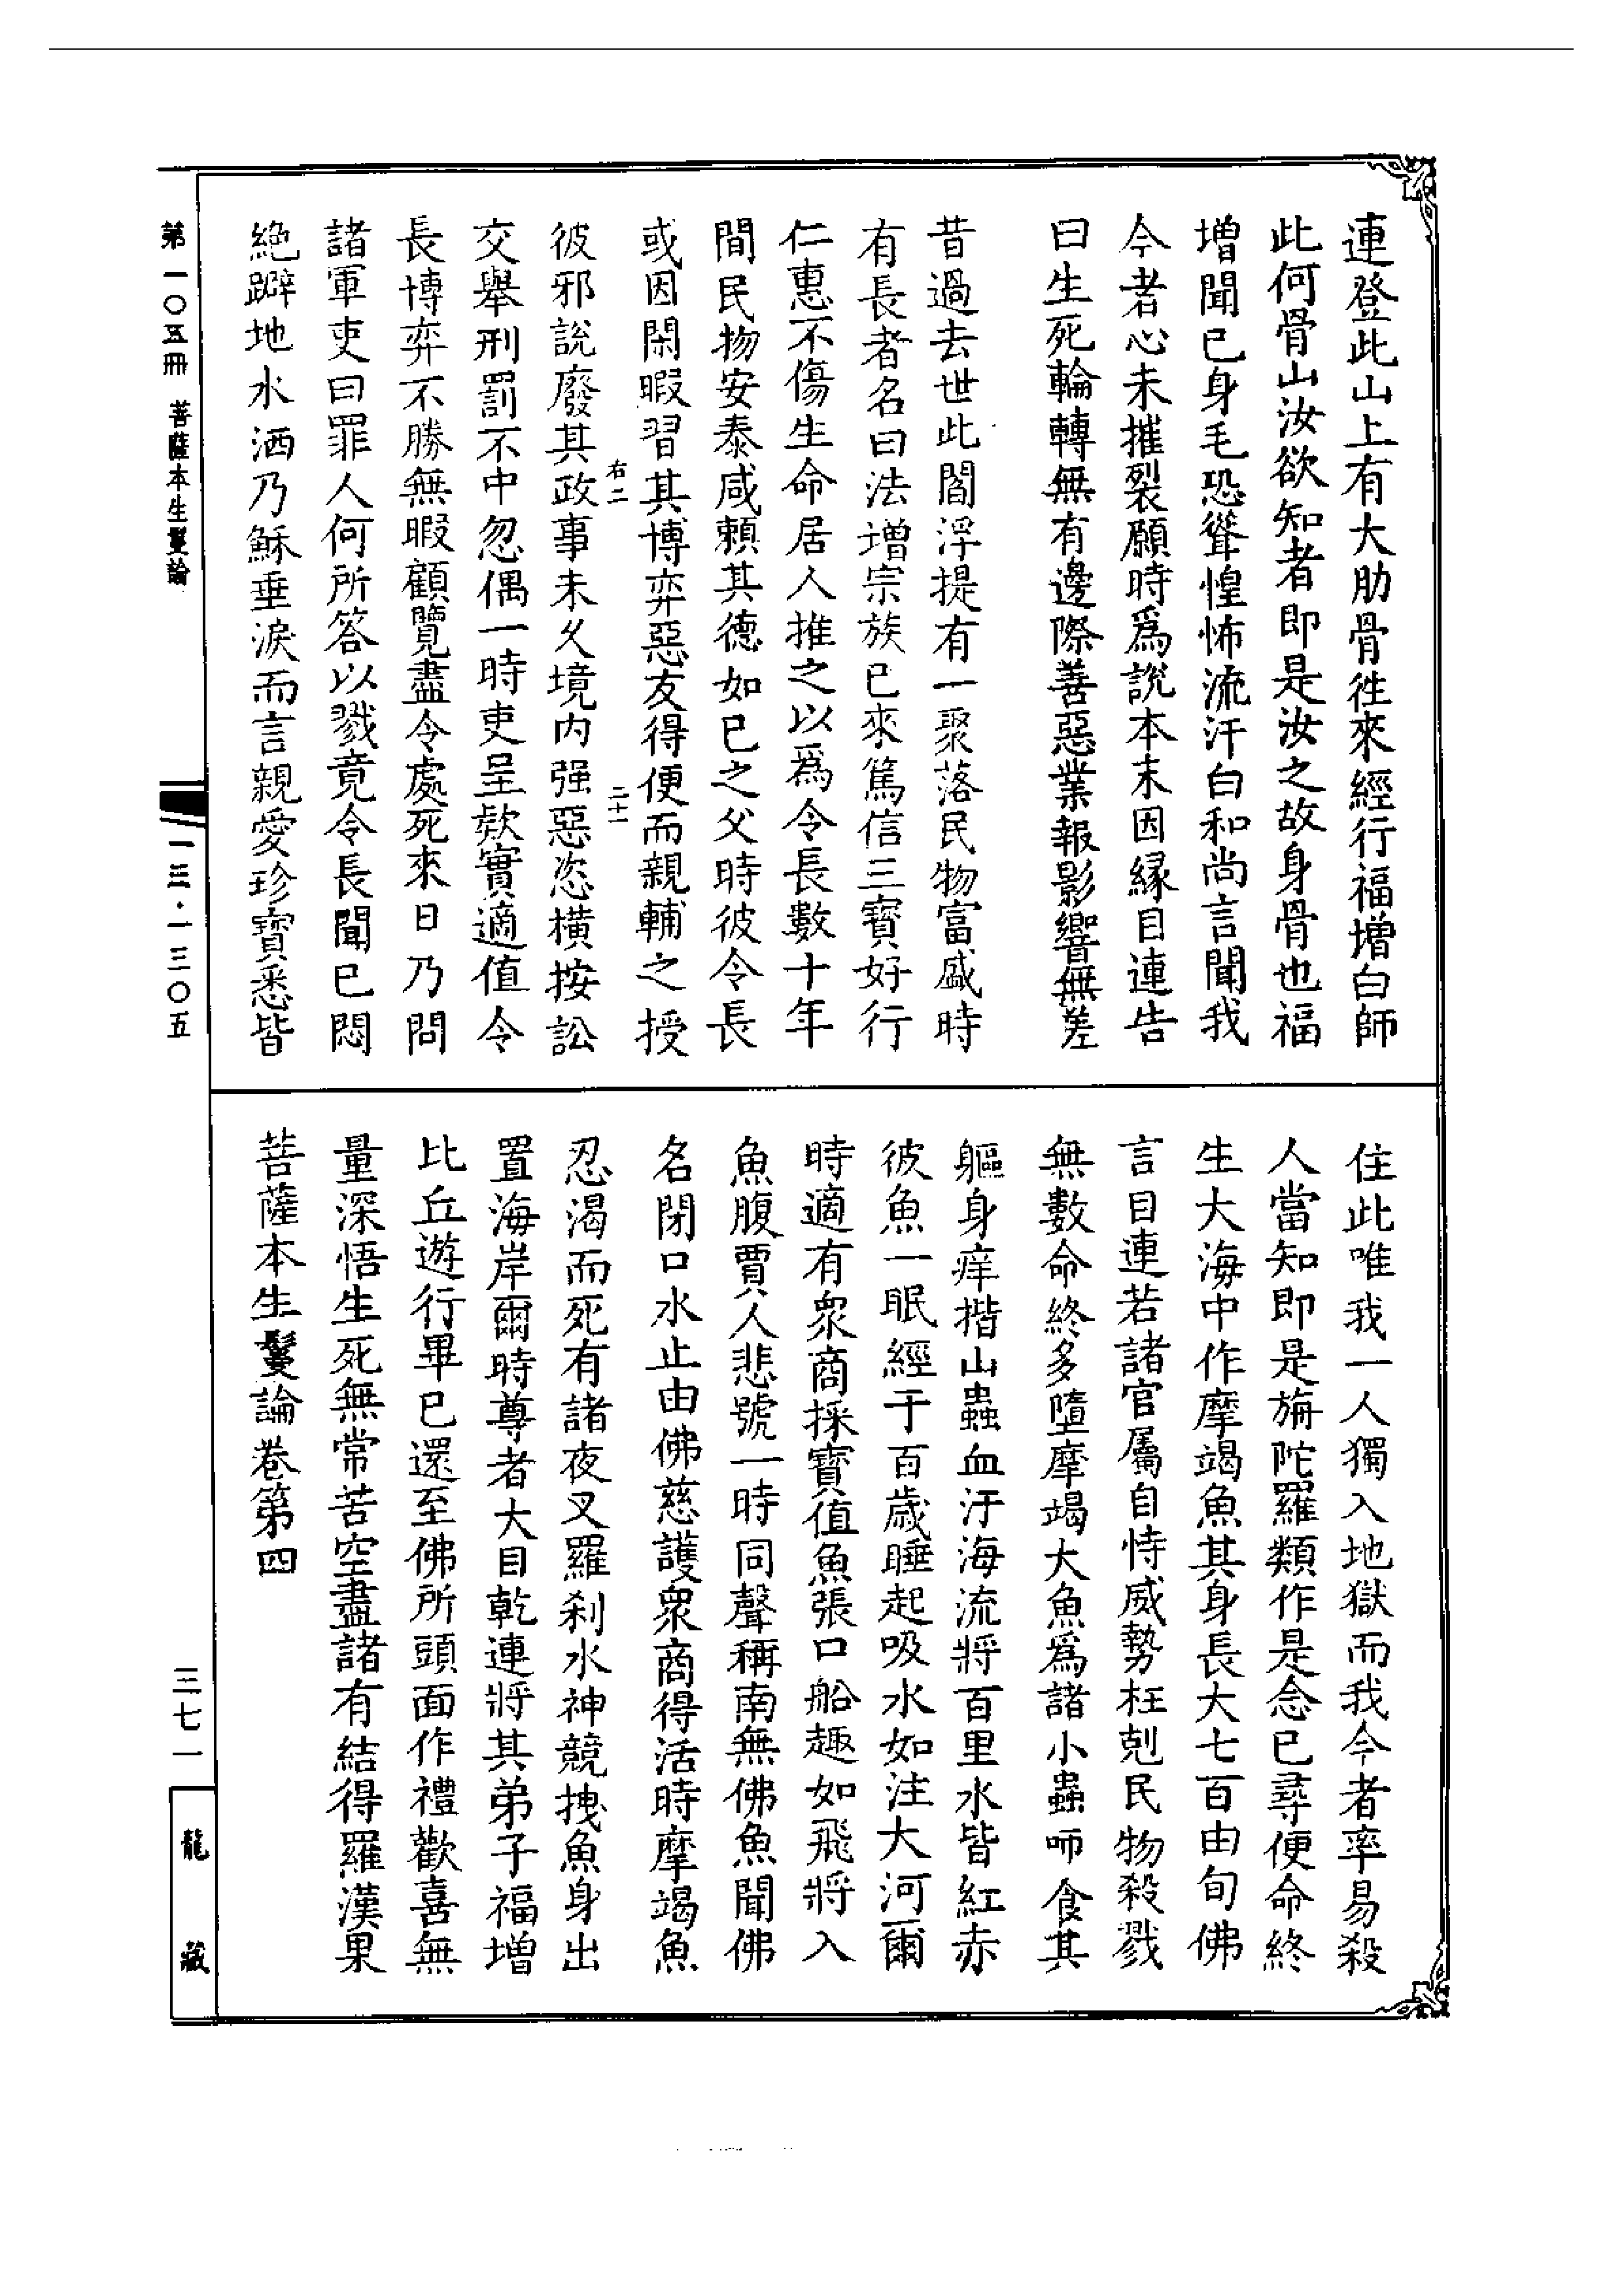 連登此山上有大肋骨徃來經行福增白師
此何骨山汝欲知者即是汝之故身骨也福
增聞已身毛恐聳惶怖流汗白和尚言聞我
今者心未摧裂願時爲說本末因緣目連告
曰生死輪轉無有邊際善惡業報影響無差
昔過去世此閻浮提有一聚落民物富盛時
有長者名曰法增宗族已來篤信三寶好行
仁惠不傷生命居人推之以爲令長數十年
間民物安泰咸賴其德如已之父時彼令長
或因閑暇習其博弈惡友得便而親輔之授
右二
二十一
彼邪說廢其政事未久境内强惡恣橫按訟
交舉刑罰不中忽偶一時吏呈欵實適值令
長博弈不勝無暇顧覽盡令處死來日乃問
諸軍吏曰罪人何所答以戮竟令長聞已悶
絕躃地水洒乃穌垂淚而言親愛珍寶悉皆
住此唯我一人獨入地獄而我今者率易殺
人當知即是旃陀羅類作是念已尋便命終
生大海中作摩竭魚其身長大七百由旬佛
言目連若諸官屬自恃威勢枉剋民物殺戮
無數命終多墮摩竭大魚爲諸小蟲唼食其
軀身痒揩山蟲血汙海流將百里水皆紅赤
彼魚一眠經于百歲睡起吸水如注大河爾
時適有衆商採寶值魚張口船趣如飛將入
魚腹賈人悲號一時同聲稱南無佛魚聞佛
名閉口水止由佛慈護衆商得活時摩竭魚
忍渴而死有諸夜叉羅刹水神競拽魚身出
置海岸爾時尊者大目乾連將其弟子福增
比丘遊行畢已還至佛所頭面作禮歡喜無
量深悟生死無常苦空盡諸有結得羅漢果
菩薩本生鬘論卷第四
第一〇五冊 菩薩本生鬘論
一三·一三〇五
三七一
龍藏